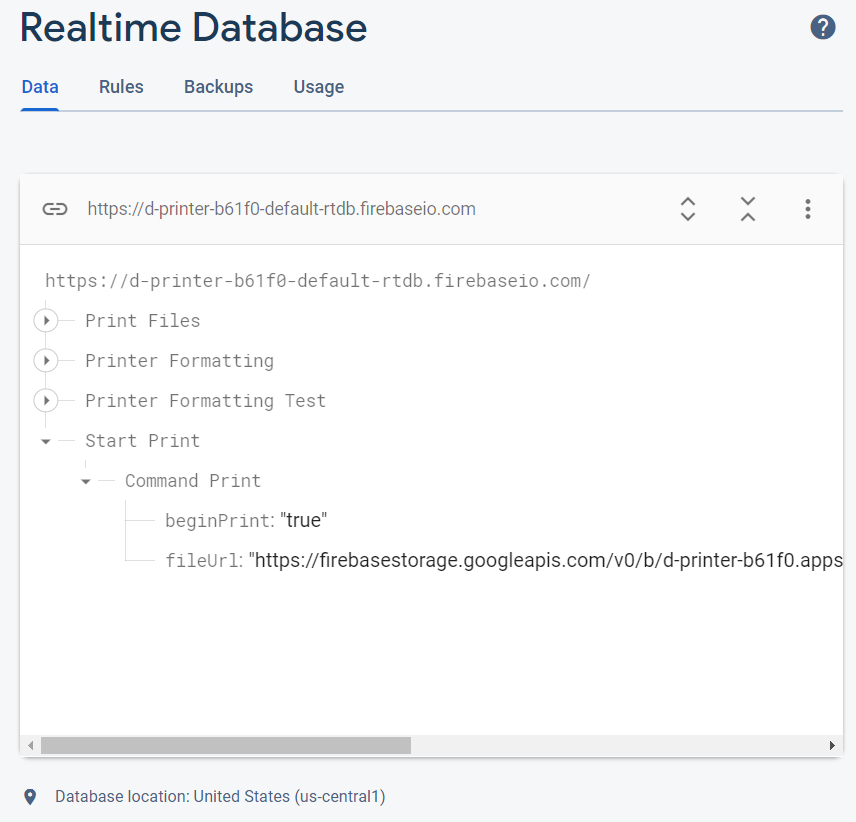 Realtime Database
?
Data Rules Backups Usage
https://d-printer-b61f0-default-rtdb.firebaseio.com
https://d-printer-b61f0-default-rtdb.firebaseio.com/
Print Files
Printer Formatting
Printer Formatting Test
Start Print
Command Print
beginPrint: "true"
fileUrl: "https://firebasestorage.googleapis.com/v0/b/d-printer-b61f0.apps
Database location: United States (us-central1)